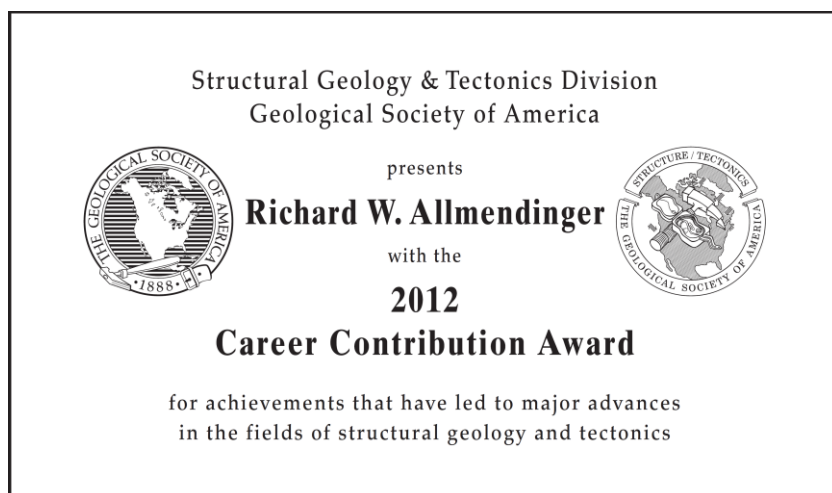 Structural Geology & Tectonics Division
Geological Society of America
presents
Richard W. Allmendinger
with the
2012
Career Contribution Award
for achievements that have led to major advances
in the fields of structural geology and tectonics
THE GEOLOGICAL SOCIETY OF AMERICA
·1888·
STRUCTURE / TECTONICS
THE GEOLOGICAL SOCIETY OF AMERICA